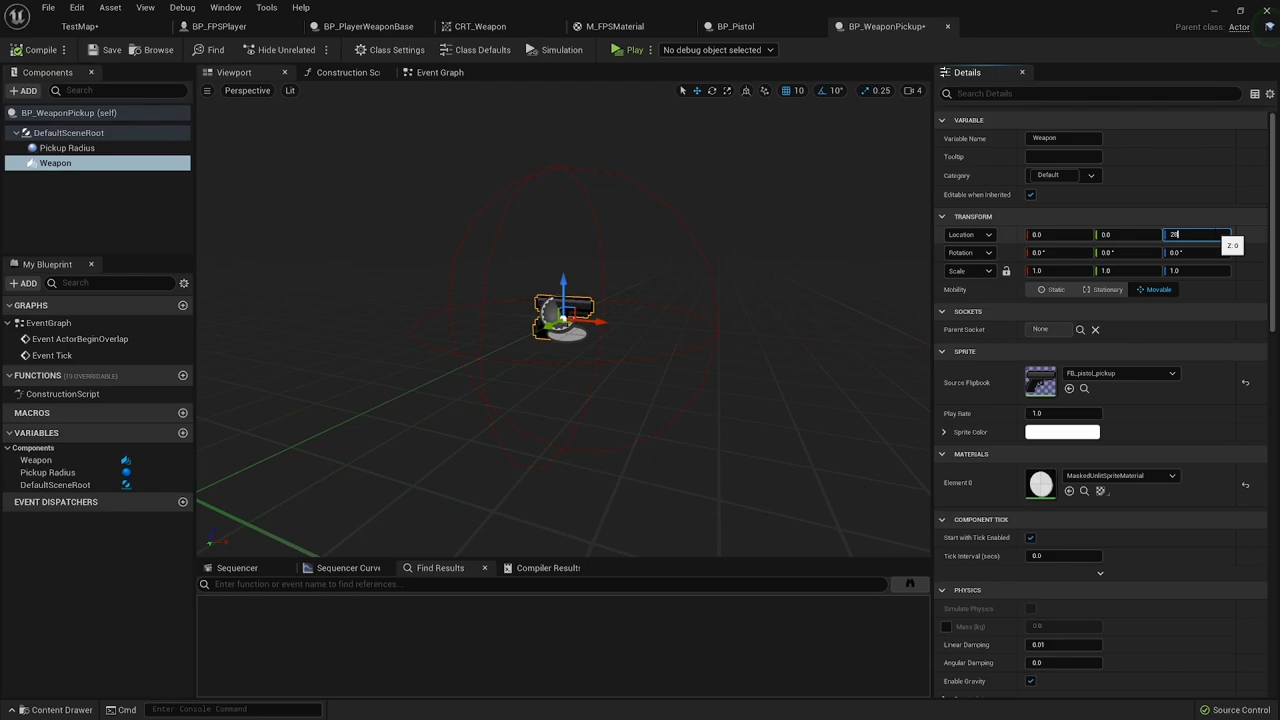 File Edit Asset View Debug Window Tools Help
TestMap* BP_FPSPlayer BP_PlayerWeaponBase CRT_Weapon M_FPSMaterial BP_Pistol BP_WeaponPickup* Parent class: Actor
Compile Save Browse Find Hide Unrelated Class Settings Class Defaults Simulation Play No debug object selected
Components
ADD Search
BP_WeaponPickup (self)
DefaultSceneRoot
Pickup Radius
Weapon
My Blueprint
ADD Search
GRAPHS
EventGraph
Event ActorBeginOverlap
Event Tick
FUNCTIONS (19 OVERRIDABLE)
ConstructionScript
MACROS
VARIABLES
Components
Weapon
Pickup Radius
DefaultSceneRoot
EVENT DISPATCHERS
Viewport Construction Sc Event Graph
Perspective Lit 10 10° 0.25 4
Sequencer Sequencer Curv Find Results Compiler Results
Enter function or event name to find references...
Details
Search Details
VARIABLE
Variable Name Weapon
Tooltip
Category Default
Editable when Inherited
TRANSFORM
Location 0.0 0.0 28
Z: 0
Rotation 0.0° 0.0° 0.0°
Scale 1.0 1.0 1.0
Mobility Static Stationary Movable
SOCKETS
Parent Socket None
SPRITE
Source Flipbook FB_pistol_pickup
Play Rate 1.0
Sprite Color
MATERIALS
Element 0 MaskedUnlitSpriteMaterial
COMPONENT TICK
Start with Tick Enabled
Tick Interval (secs) 0.0
PHYSICS
Simulate Physics
Mass (kg) 0.0
Linear Damping 0.01
Angular Damping 0.0
Enable Gravity
Content Drawer Cmd Enter Console Command Source Control